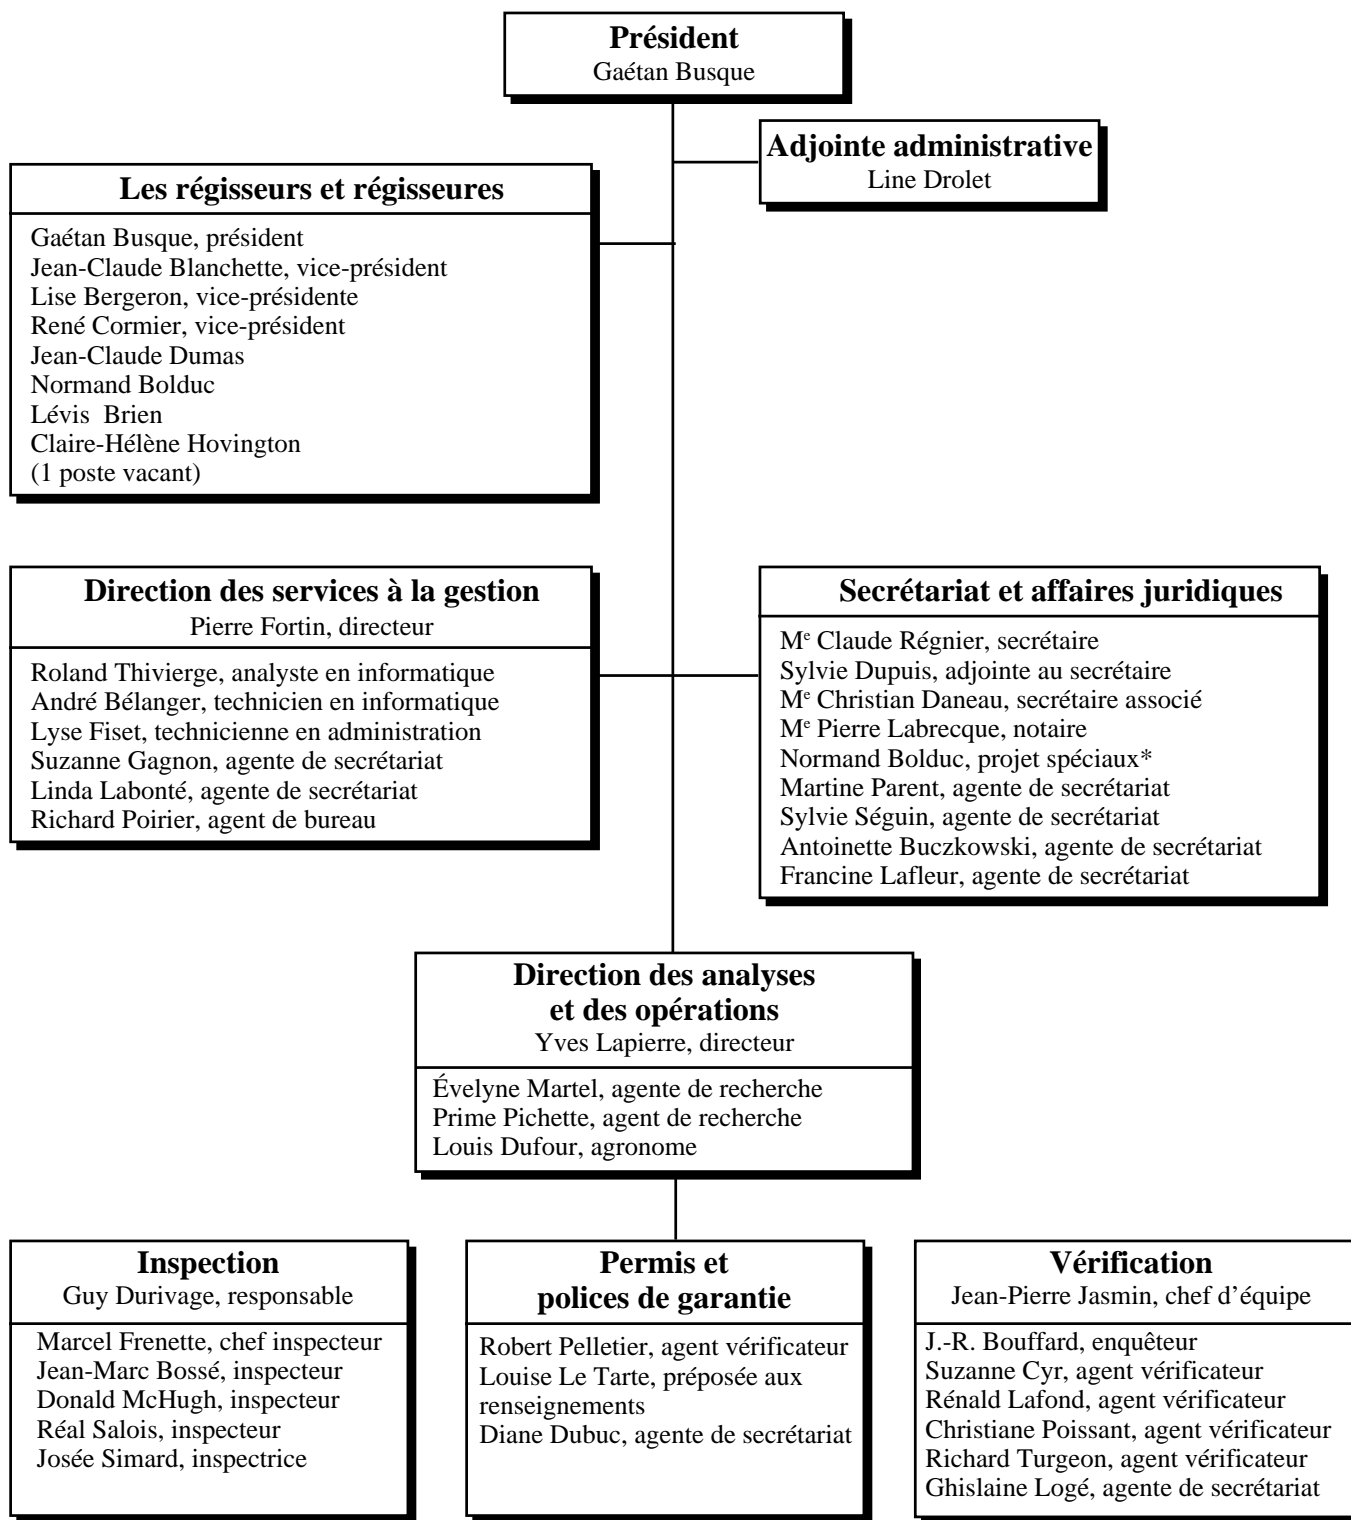 Président
Gaétan Busque
Adjointe administrative
Line Drolet
Les régisseurs et régisseures
Gaétan Busque, président
Jean-Claude Blanchette, vice-président
Lise Bergeron, vice-présidente
René Cormier, vice-président
Jean-Claude Dumas
Normand Bolduc
Lévis  Brien
Claire-Hélène Hovington
(1 poste vacant)
Direction des services à la gestion
Pierre Fortin, directeur
Roland Thivierge, analyste en informatique
André Bélanger, technicien en informatique
Lyse Fiset, technicienne en administration
Suzanne Gagnon, agente de secrétariat
Linda Labonté, agente de secrétariat
Richard Poirier, agent de bureau
Secrétariat et affaires juridiques
Mᵉ Claude Régnier, secrétaire
Sylvie Dupuis, adjointe au secrétaire
Mᵉ Christian Daneau, secrétaire associé
Mᵉ Pierre Labrecque, notaire
Normand Bolduc, projet spéciaux*
Martine Parent, agente de secrétariat
Sylvie Séguin, agente de secrétariat
Antoinette Buczkowski, agente de secrétariat
Francine Lafleur, agente de secrétariat
Direction des analyses
et des opérations
Yves Lapierre, directeur
Évelyne Martel, agente de recherche
Prime Pichette, agent de recherche
Louis Dufour, agronome
Inspection
Guy Durivage, responsable
Marcel Frenette, chef inspecteur
Jean-Marc Bossé, inspecteur
Donald McHugh, inspecteur
Réal Salois, inspecteur
Josée Simard, inspectrice
Permis et
polices de garantie
Robert Pelletier, agent vérificateur
Louise Le Tarte, préposée aux
renseignements
Diane Dubuc, agente de secrétariat
Vérification
Jean-Pierre Jasmin, chef d’équipe
J.-R. Bouffard, enquêteur
Suzanne Cyr, agent vérificateur
Rénald Lafond, agent vérificateur
Christiane Poissant, agent vérificateur
Richard Turgeon, agent vérificateur
Ghislaine Logé, agente de secrétariat